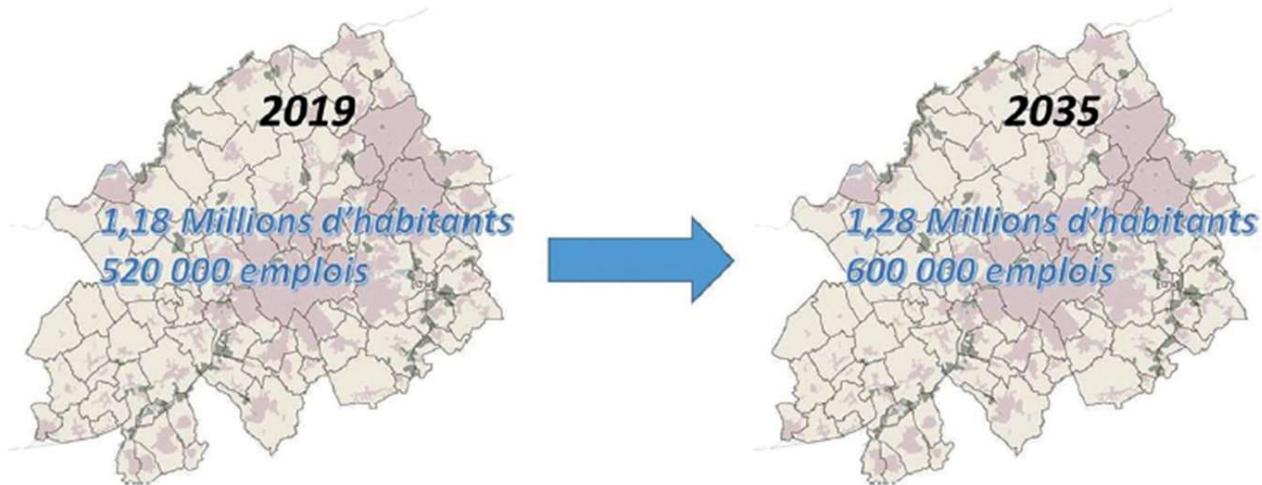 2019
1,18 Millions d'habitants
520 000 emplois
2035
1,28 Millions d'habitants
600 000 emplois